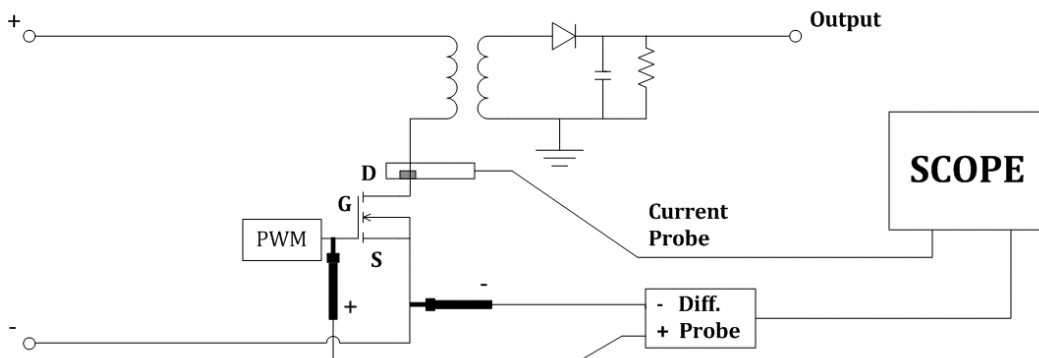 +
Output
SCOPE
D
G
Current
Probe
PWM
S
+
-
- Diff.
+ Probe
-